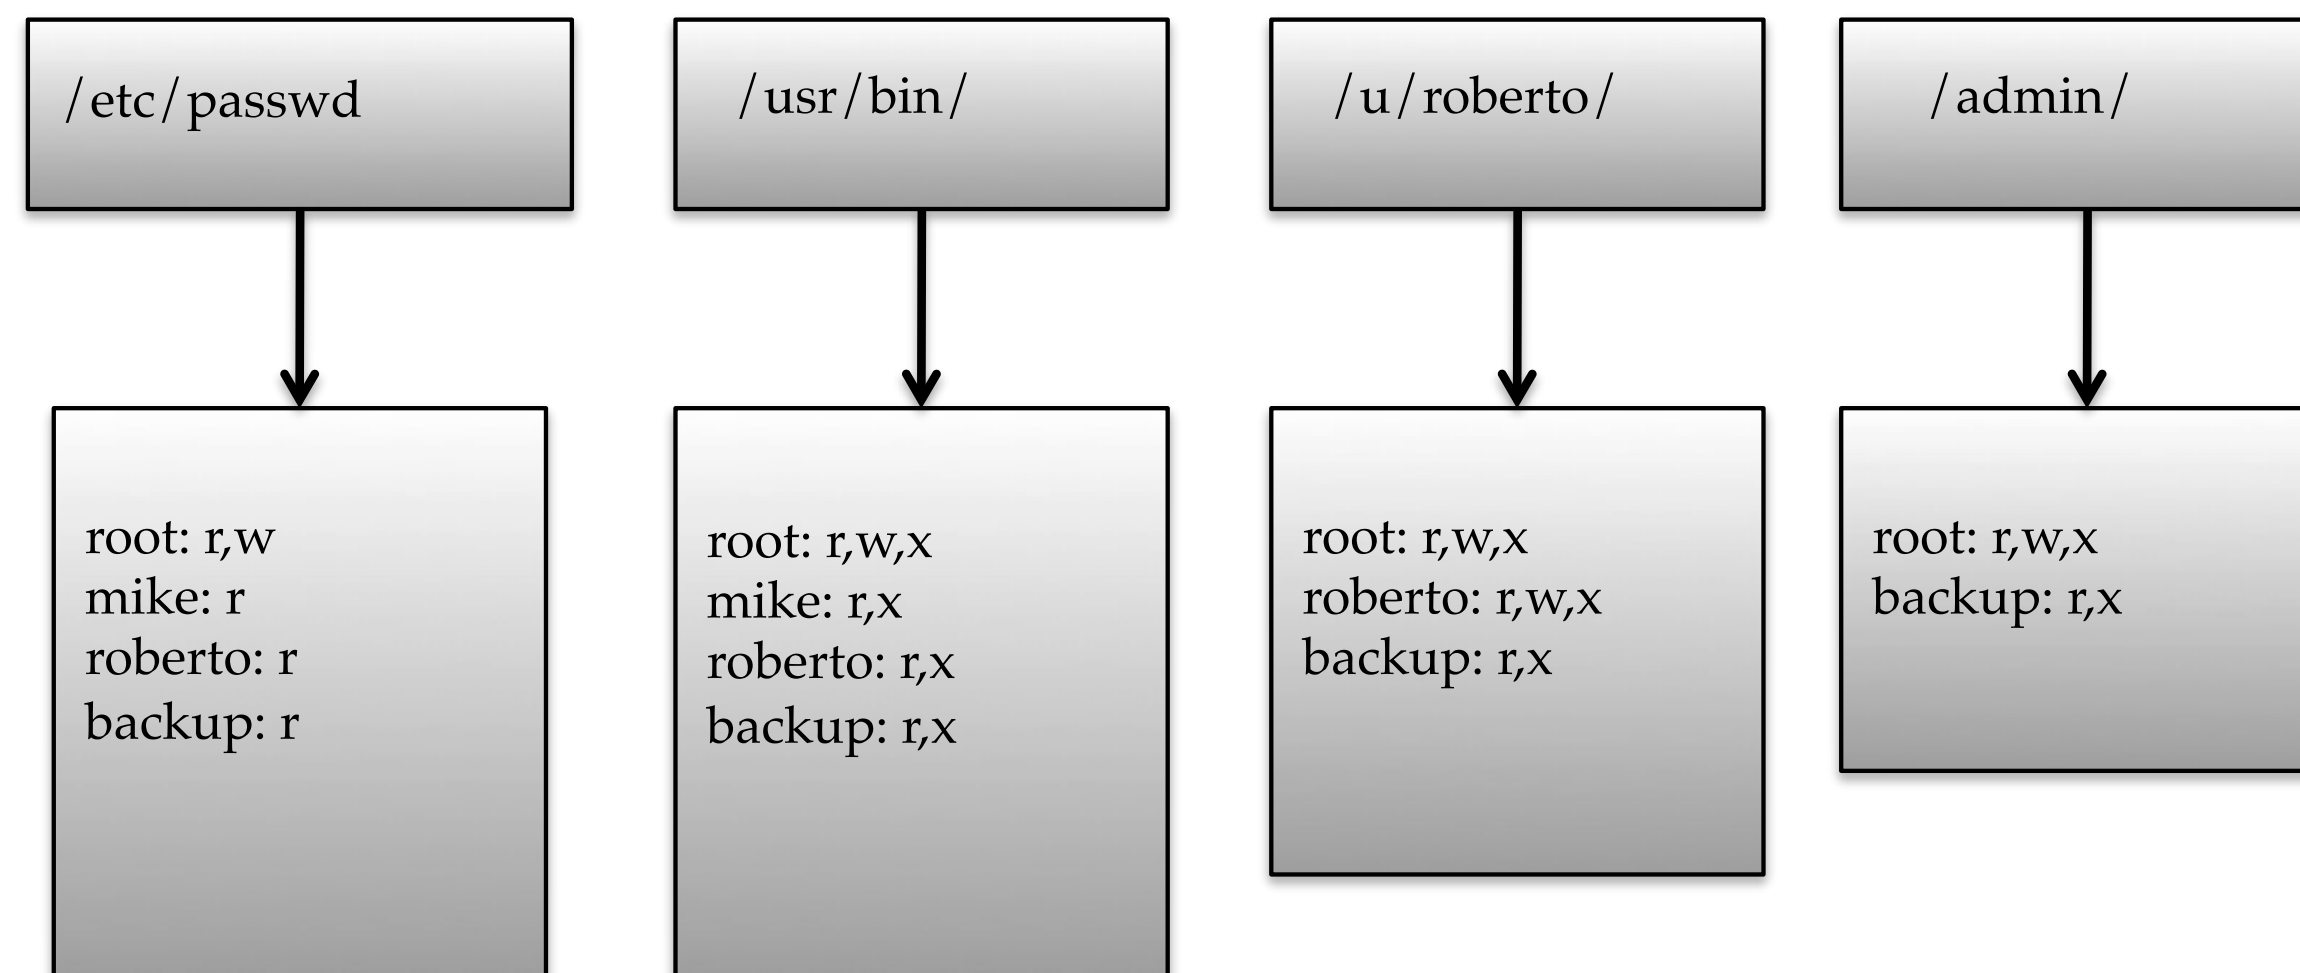 /etc/passwd
/usr/bin/
/u/roberto/
/admin/
root: r,w
mike: r
roberto: r
backup: r
root: r,w,x
mike: r,x
roberto: r,x
backup: r,x
root: r,w,x
roberto: r,w,x
backup: r,x
root: r,w,x
backup: r,x